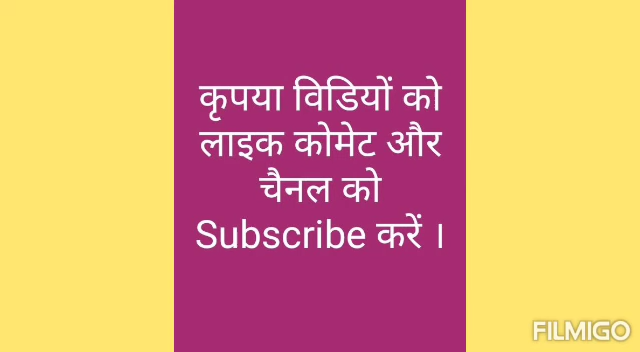 कृपया विडियों को
लाइक कोमेट और
चैनल को
Subscribe करें ।
FILMIGO